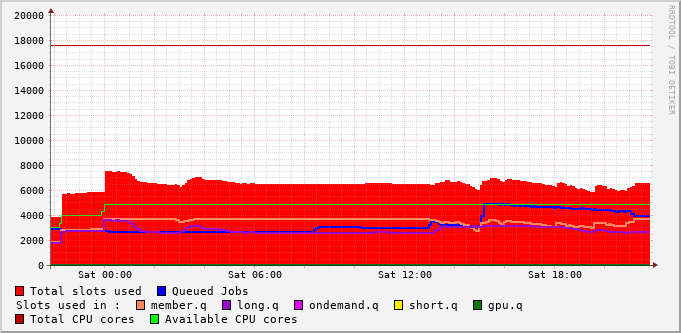 RRDTOOL / TOBI OETIKER
20000
18000
16000
14000
12000
10000
8000
6000
4000
2000
0
Sat 00:00 Sat 06:00 Sat 12:00 Sat 18:00
Total slots used Queued Jobs
Slots used in : member.q long.q ondemand.q short.q gpu.q
Total CPU cores Available CPU cores